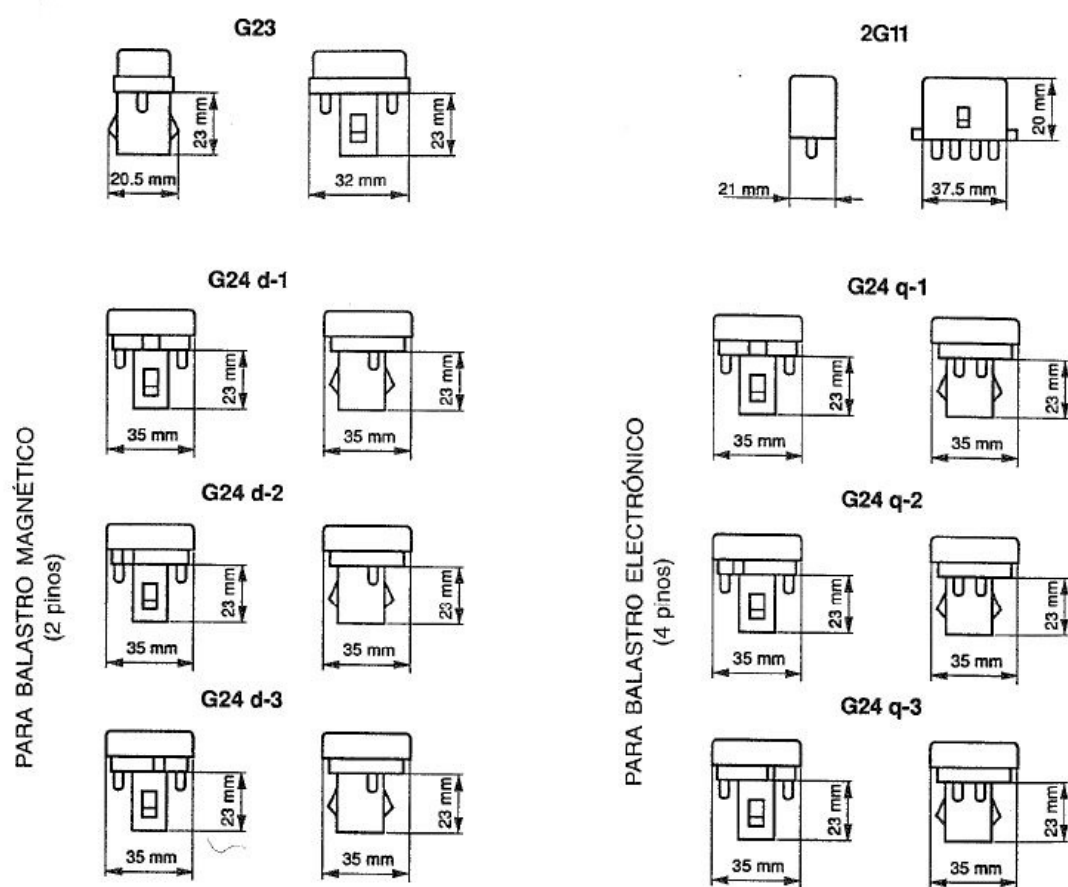 G23
23 mm
20.5 mm
23 mm
32 mm
2G11
21 mm
20 mm
37.5 mm
PARA BALASTRO MAGNÉTICO
(2 pinos)
G24 d-1
23 mm
35 mm
23 mm
35 mm
G24 d-2
23 mm
35 mm
23 mm
35 mm
G24 d-3
23 mm
35 mm
23 mm
35 mm
PARA BALASTRO ELECTRÓNICO
(4 pinos)
G24 q-1
23 mm
35 mm
23 mm
35 mm
G24 q-2
23 mm
35 mm
23 mm
35 mm
G24 q-3
23 mm
35 mm
23 mm
35 mm